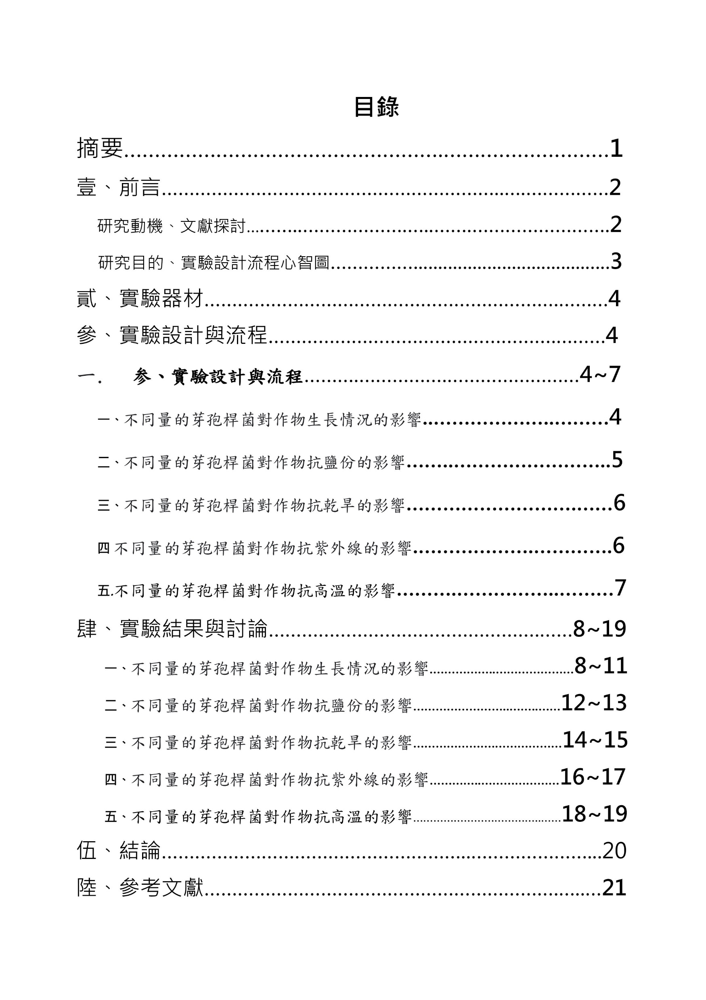 目錄
摘要……………………………………………………………………1
壹、前言………………………………………………………………2
研究動機、文獻探討…………………………………………………2
研究目的、實驗設計流程心智圖……………………………………3
貳、實驗器材…………………………………………………………4
參、實驗設計與流程…………………………………………………4
一. 参、實驗設計與流程……………………………………………4~7
一、不同量的芽孢桿菌對作物生長情況的影響……………………4
二、不同量的芽孢桿菌對作物抗鹽份的影響………………………5
三、不同量的芽孢桿菌對作物抗乾旱的影響………………………6
四 不同量的芽孢桿菌對作物抗紫外線的影響………………………6
五.不同量的芽孢桿菌對作物抗高溫的影響…………………………7
肆、實驗結果與討論…………………………………………………8~19
一、不同量的芽孢桿菌對作物生長情況的影響……………………8~11
二、不同量的芽孢桿菌對作物抗鹽份的影響………………………12~13
三、不同量的芽孢桿菌對作物抗乾旱的影響………………………14~15
四、不同量的芽孢桿菌對作物抗紫外線的影響……………………16~17
五、不同量的芽孢桿菌對作物抗高溫的影響………………………18~19
伍、結論………………………………………………………………20
陸、參考文獻…………………………………………………………21